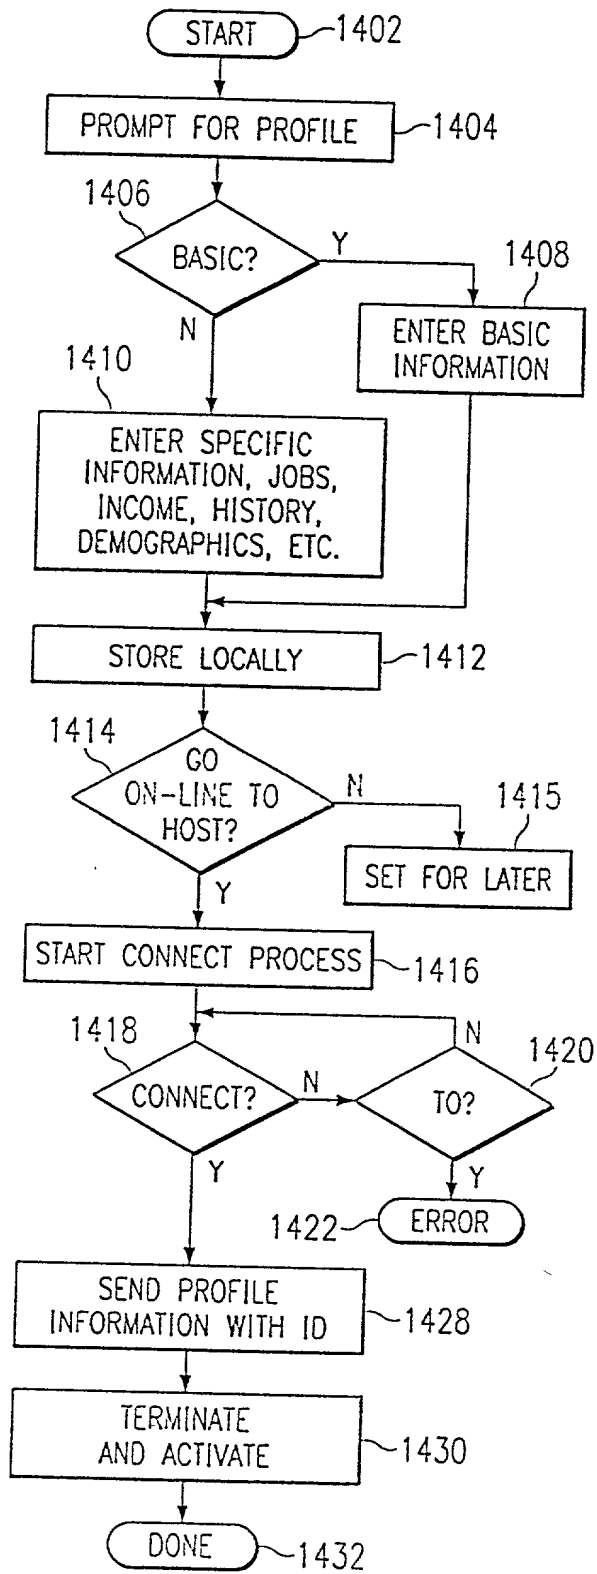 START
1402
PROMPT FOR PROFILE
1404
1406
BASIC?
Y
N
1408
ENTER BASIC
INFORMATION
1410
ENTER SPECIFIC
INFORMATION, JOBS,
INCOME, HISTORY,
DEMOGRAPHICS, ETC.
STORE LOCALLY
1412
1414
GO
ON-LINE TO
HOST?
N
Y
1415
SET FOR LATER
START CONNECT PROCESS
1416
1418
CONNECT?
N
Y
1420
TO?
N
Y
1422
ERROR
SEND PROFILE
INFORMATION WITH ID
1428
TERMINATE
AND ACTIVATE
1430
DONE
1432